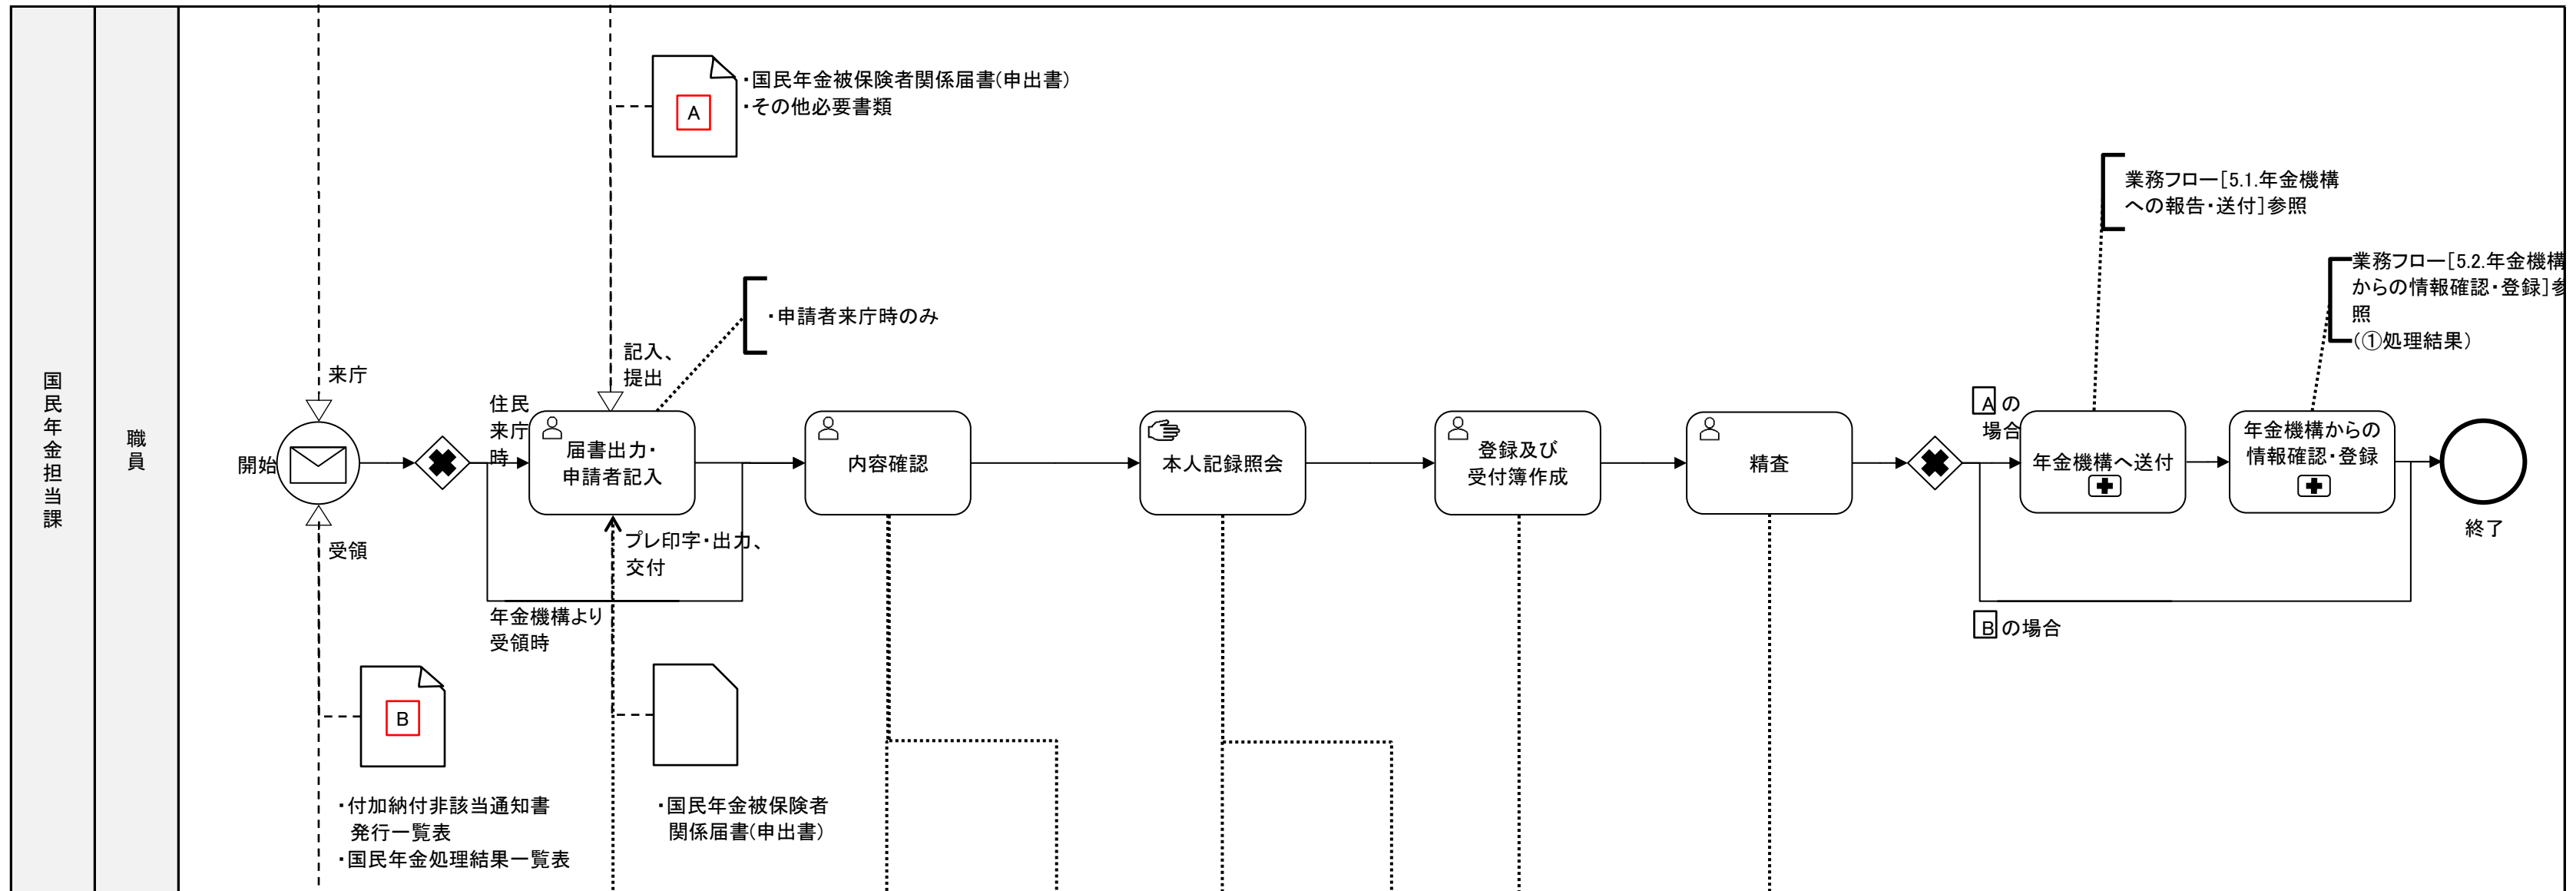 国民年金担当課
職員
A
・国民年金被保険者関係届書(申出書)
・その他必要書類
業務フロー[5.1.年金機構
への報告・送付]参照
業務フロー[5.2.年金機構
からの情報確認・登録]参
照
(①処理結果)
・申請者来庁時のみ
記入、
提出
来庁
住民
来庁
時
開始
届書出力・
申請者記入
内容確認
本人記録照会
登録及び
受付簿作成
精査
Aの
場合
年金機構へ送付
年金機構からの
情報確認・登録
終了
受領
プレ印字・出力、
交付
年金機構より
受領時
Bの場合
B
・付加納付非該当通知書
発行一覧表
・国民年金処理結果一覧表
・国民年金被保険者
関係届書(申出書)